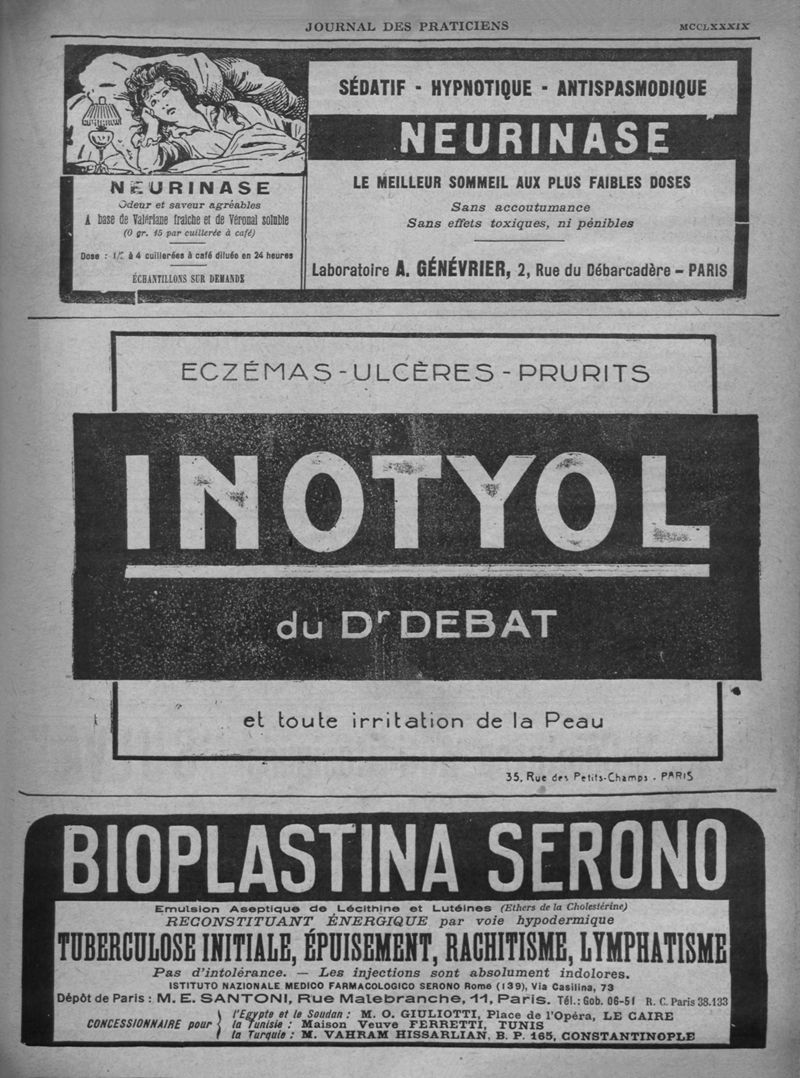 JOURNAL DES PRATICIENS
MCCLXXXIX
NEURINASE
Odeur et saveur agréables
A base de Valériane fraîche et de Véronal soluble
(0 gr. 15 par cuillerée à café)
Dose : 1/2 à 4 cuillerées à café diluée en 24 heures
ÉCHANTILLONS SUR DEMANDE
SÉDATIF - HYPNOTIQUE - ANTISPASMODIQUE
NEURINASE
LE MEILLEUR SOMMEIL AUX PLUS FAIBLES DOSES
Sans accoutumance
Sans effets toxiques, ni pénibles
Laboratoire A. GÉNÉVRIER, 2, Rue du Débarcadère – PARIS
ECZÉMAS - ULCÈRES - PRURITS
INOTYOL
du Dr DEBAT
et toute irritation de la Peau
35, Rue des Petits-Champs - PARIS
BIOPLASTINA SERONO
Emulsion Aseptique de Lécithine et Lutéines (Ethers de la Cholestérine)
RECONSTITUANT ÉNERGIQUE par voie hypodermique
TUBERCULOSE INITIALE, ÉPUISEMENT, RACHITISME, LYMPHATISME
Pas d'intolérance. — Les injections sont absolument indolores.
ISTITUTO NAZIONALE MEDICO FARMACOLOGICO SERONO Rome (139), Via Casilina, 73
Dépôt de Paris : M. E. SANTONI, Rue Malebranche, 11, Paris. Tél.: Gob. 06-51 R. C. Paris 38.133
CONCESSIONNAIRE pour
l'Egypte et le Soudan : M. O. GIULIOTTI, Place de l'Opéra, LE CAIRE
la Tunisie : Maison Veuve FERRETTI, TUNIS
la Turquie : M. VAHRAM HISSARLIAN, B. P. 165, CONSTANTINOPLE